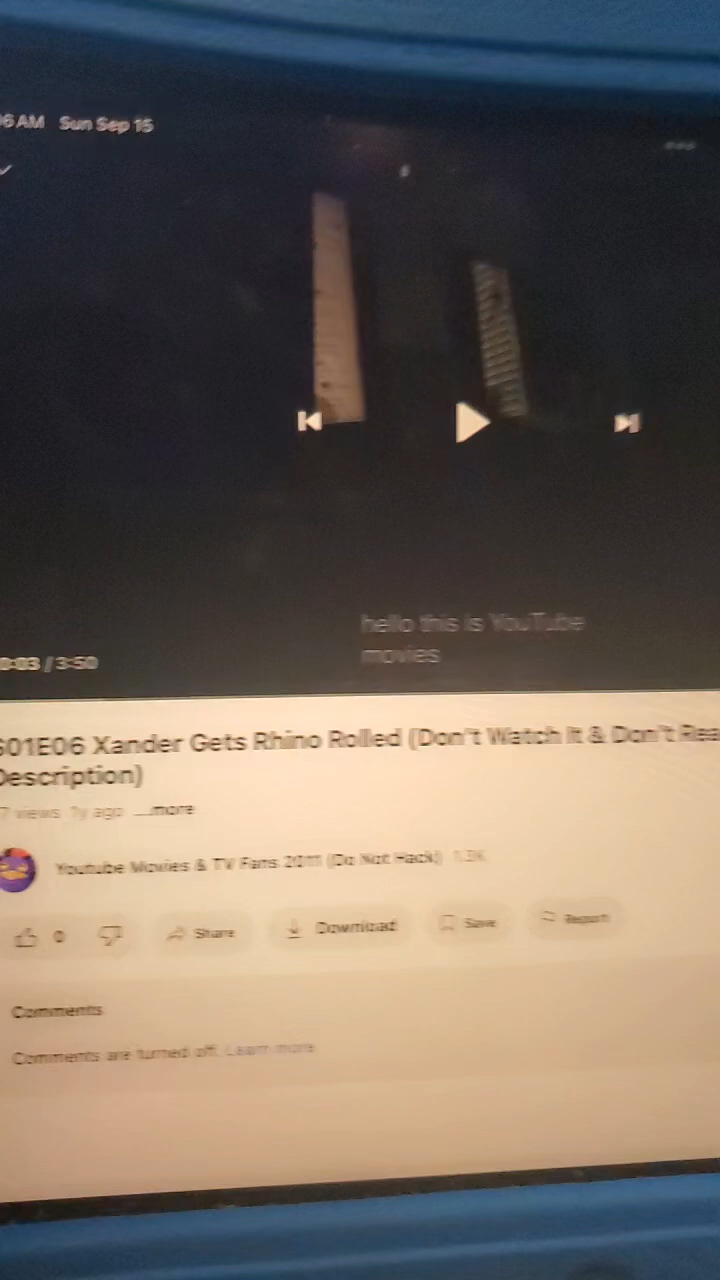 6 AM Sun Sep 15
hello this is YouTube
movies
0:03 / 3:50
S01E06 Xander Gets Rhino Rolled (Don't Watch It & Don't Rea
Description)
7 views 1y ago ...more
Youtube Movies & TV Fans 2011 (Do Not Hack) 1.3K
0 Share Download Save Report
Comments
Comments are turned off. Learn more